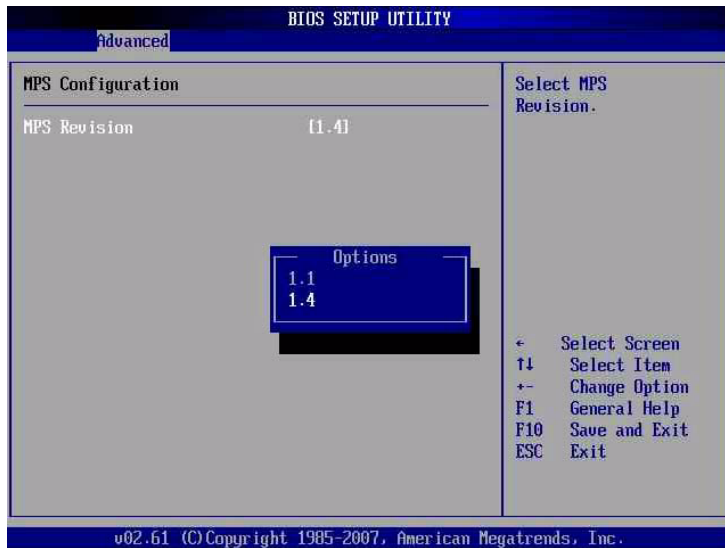 BIOS SETUP UTILITY
Advanced
MPS Configuration
MPS Revision [1.4]
Options
1.1
1.4
Select MPS
Revision.
← Select Screen
↑↓ Select Item
+- Change Option
F1 General Help
F10 Save and Exit
ESC Exit
v02.61 (C)Copyright 1985-2007, American Megatrends, Inc.